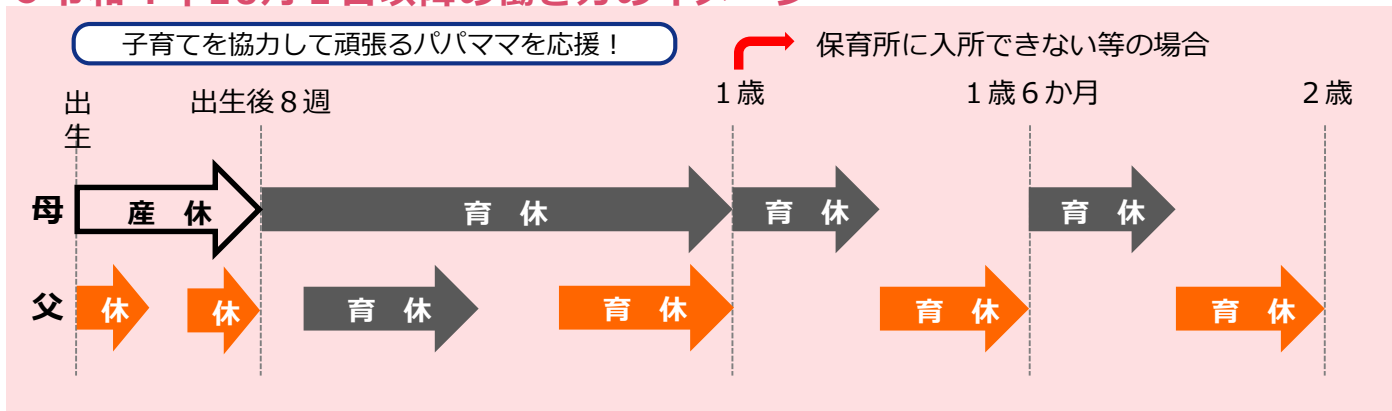 子育てを協力して頑張るパパママを応援！
保育所に入所できない等の場合
出生
出生後８週
１歳
１歳６か月
２歳
母
産　休
育　休
育　休
育　休
父
休
休
育　休
育　休
育　休
育　休